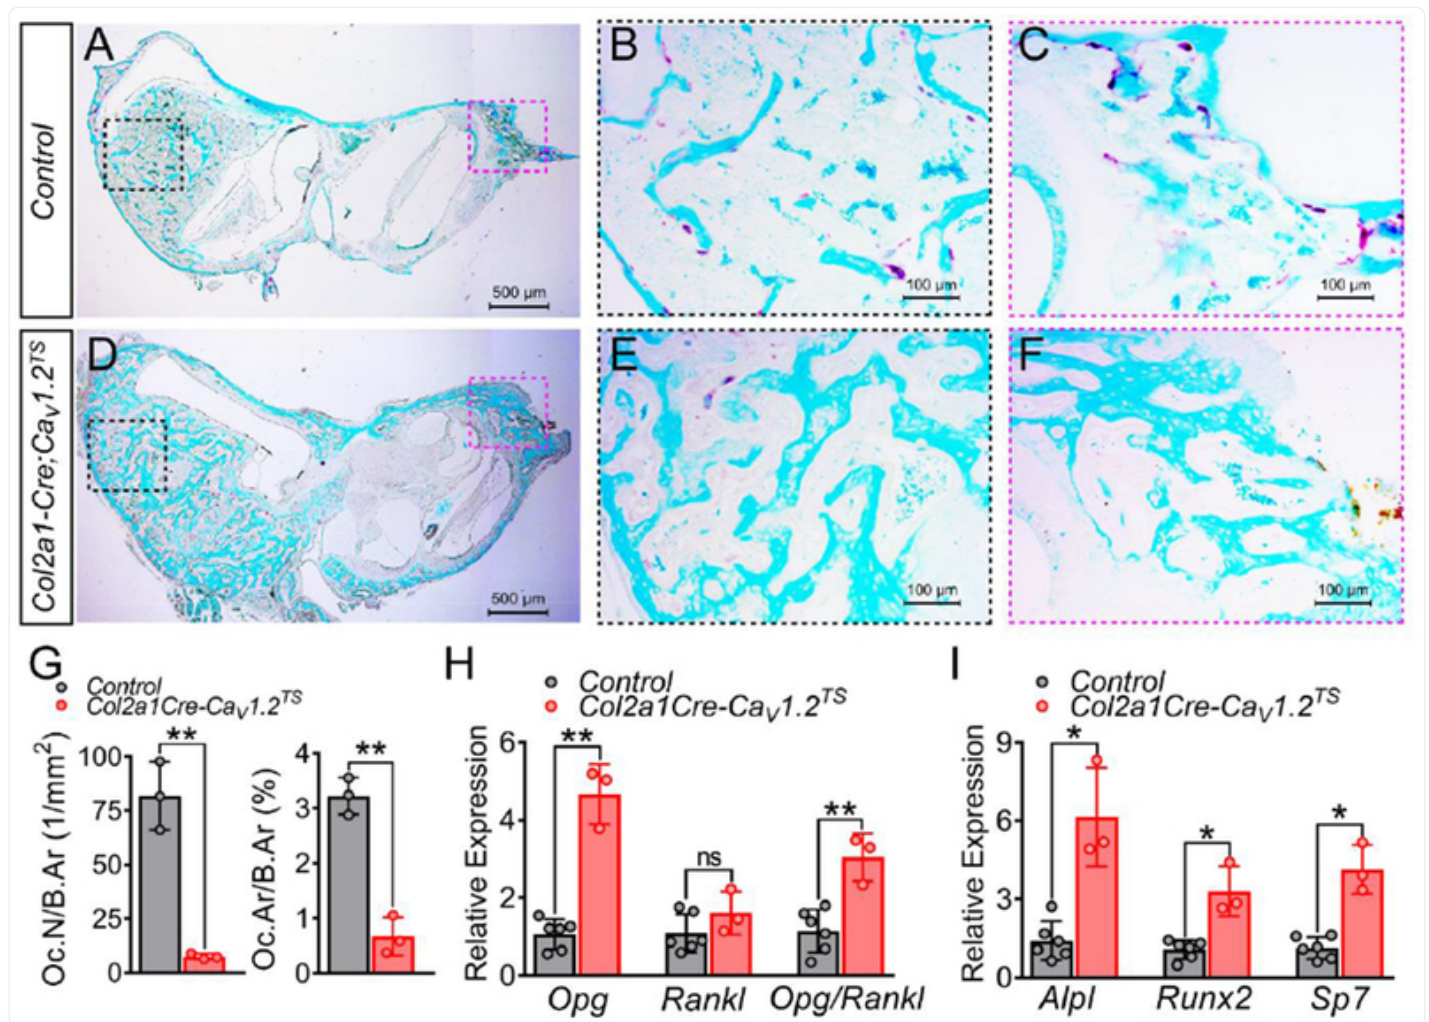 Control
A
500 μm
B
100 μm
C
100 μm
Col2a1-Cre;Cav1.2TS
D
500 μm
E
100 μm
F
100 μm
G
Control
Col2a1Cre-Cav1.2TS
Oc.N/B.Ar (1/mm2)
100
75
50
25
0
**
Oc.Ar/B.Ar (%)
4
3
2
1
0
**
H
Control
Col2a1Cre-Cav1.2TS
Relative Expression
6
4
2
0
**
ns
**
Opg
Rankl
Opg/Rankl
I
Control
Col2a1Cre-Cav1.2TS
Relative Expression
9
6
3
0
*
*
*
Alpl
Runx2
Sp7